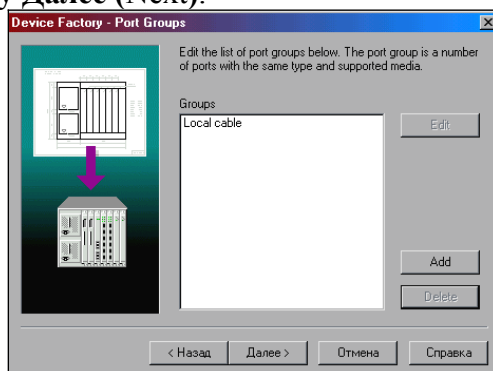 у Далее (Next).
Device Factory - Port Groups
Edit the list of port groups below. The port group is a number
of ports with the same type and supported media.
Groups
Local cable
Edit
Add
Delete
< Назад Далее > Отмена Справка